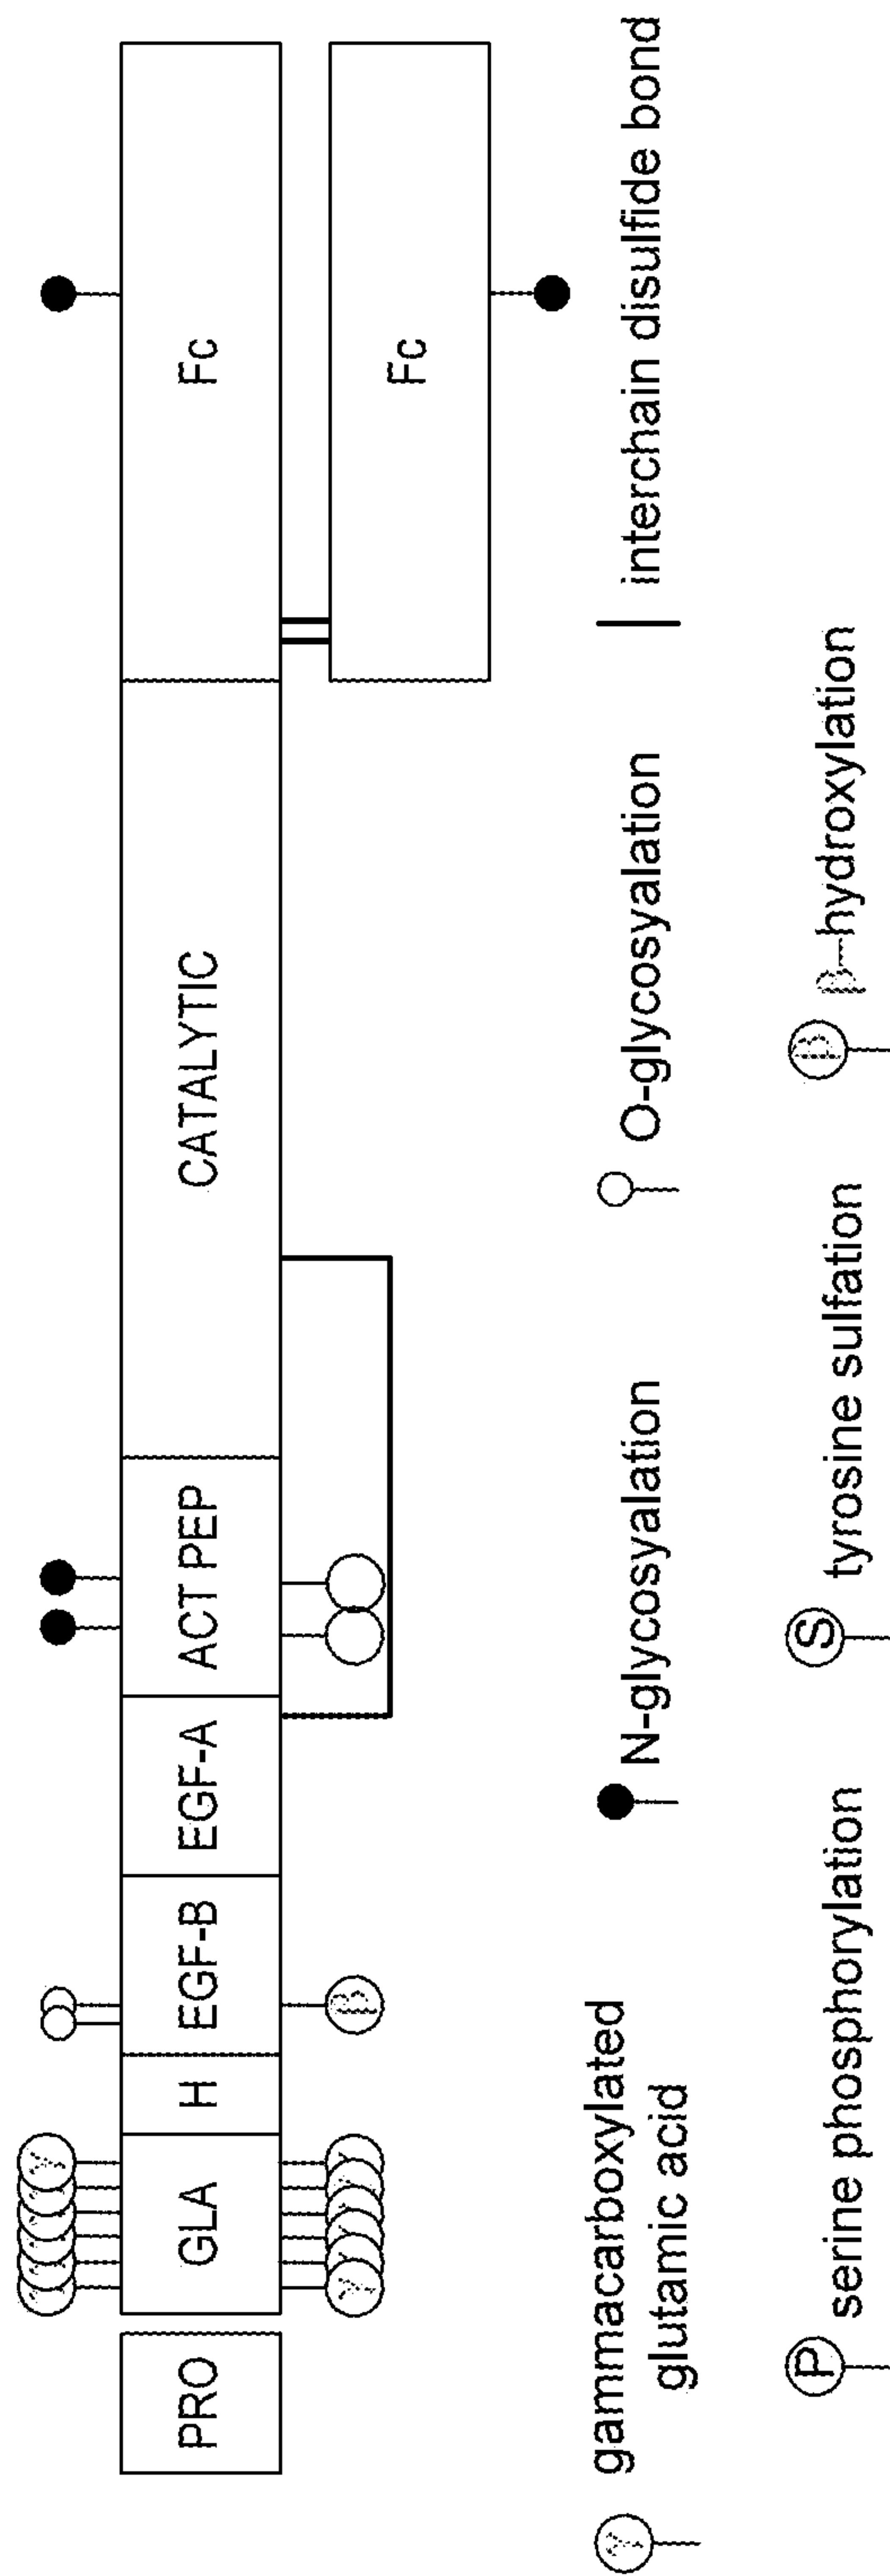 PRO
GLA
H
EGF-B
EGF-A
ACT PEP
CATALYTIC
Fc
Fc
γ γ
β
γ gammacarboxylated
glutamic acid
N-glycosyalation
O-glycosyalation
interchain disulfide bond
P serine phosphorylation
S tyrosine sulfation
β β-hydroxylation